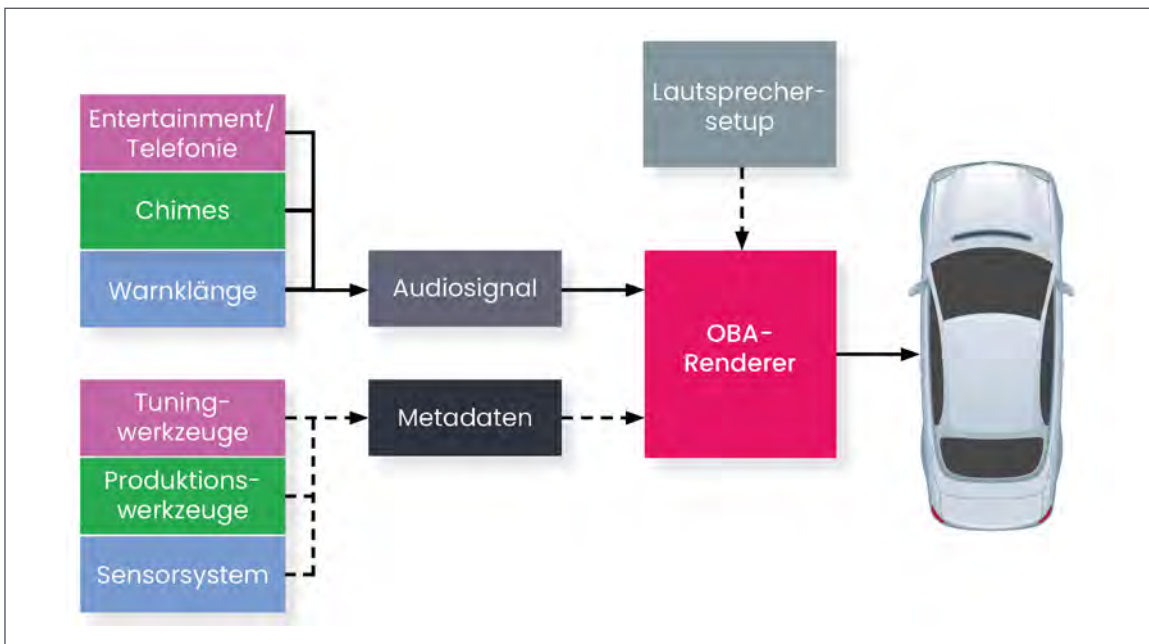 Entertainment/
Telefonie
Chimes
Warnklänge
Audiosignal
Lautsprecher-
setup
OBA-
Renderer
Tuning-
werkzeuge
Produktions-
werkzeuge
Sensorsystem
Metadaten